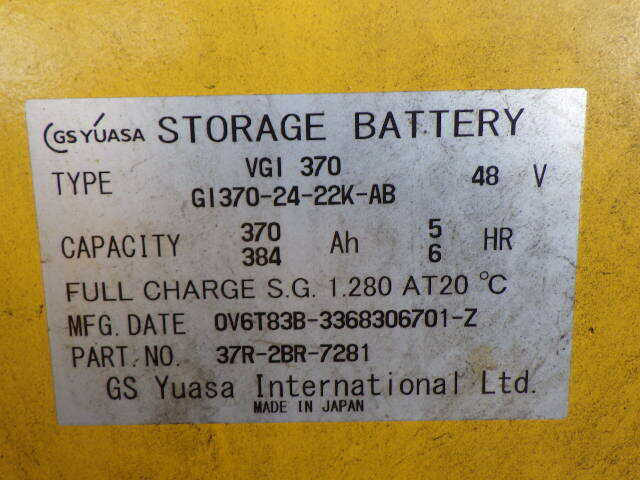 GS YUASA STORAGE BATTERY
TYPE VGI 370 48 V
GI370-24-22K-AB
CAPACITY 370 Ah 5 HR
384 6
FULL CHARGE S.G. 1.280 AT20 ℃
MFG. DATE 0V6T83B-3368306701-Z
PART. NO. 37R-2BR-7281
GS Yuasa International Ltd.
MADE IN JAPAN